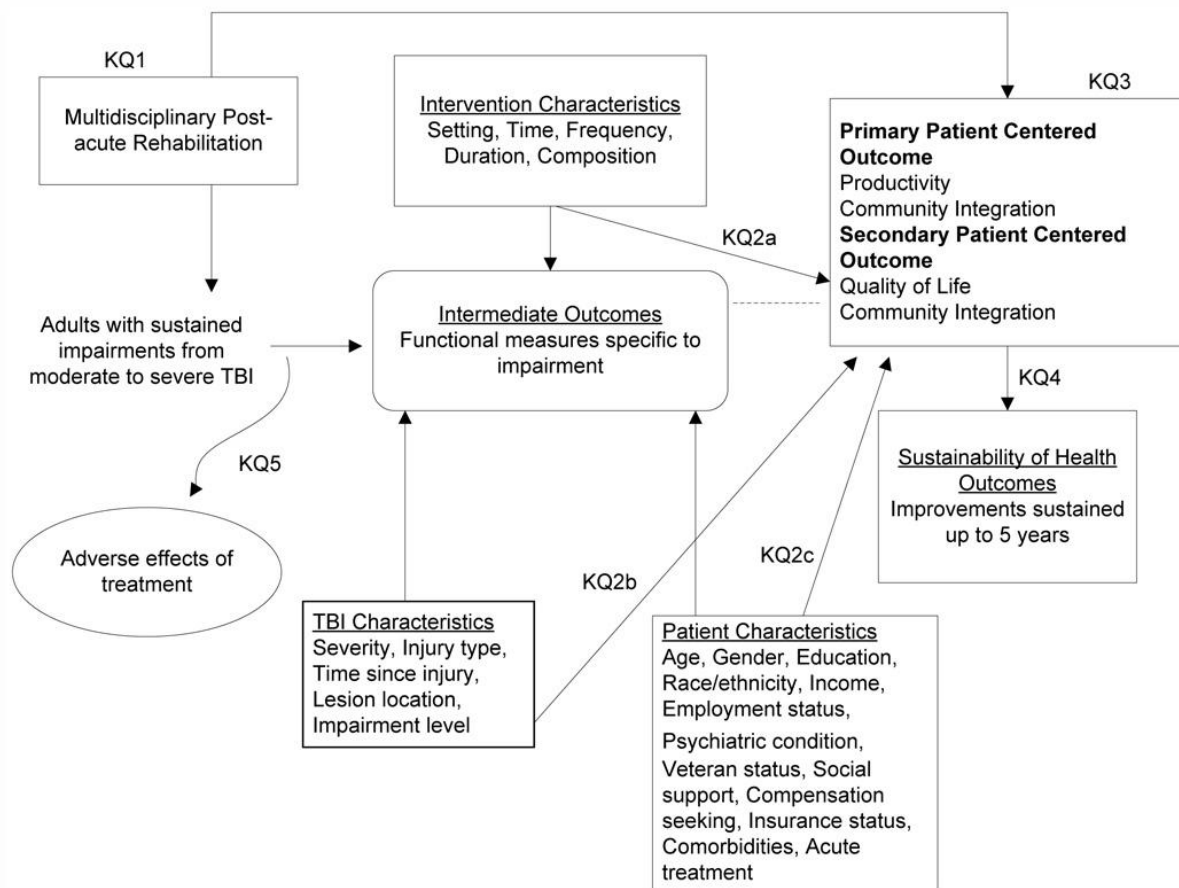 KQ1
Multidisciplinary Post-
acute Rehabilitation
Intervention Characteristics
Setting, Time, Frequency,
Duration, Composition
KQ3
Primary Patient Centered
Outcome
Productivity
Community Integration
Secondary Patient Centered
Outcome
Quality of Life
Community Integration
KQ2a
Adults with sustained
impairments from
moderate to severe TBI
Intermediate Outcomes
Functional measures specific to
impairment
KQ4
KQ5
Sustainability of Health
Outcomes
Improvements sustained
up to 5 years
Adverse effects of
treatment
KQ2b
KQ2c
TBI Characteristics
Severity, Injury type,
Time since injury,
Lesion location,
Impairment level
Patient Characteristics
Age, Gender, Education,
Race/ethnicity, Income,
Employment status,
Psychiatric condition,
Veteran status, Social
support, Compensation
seeking, Insurance status,
Comorbidities, Acute
treatment